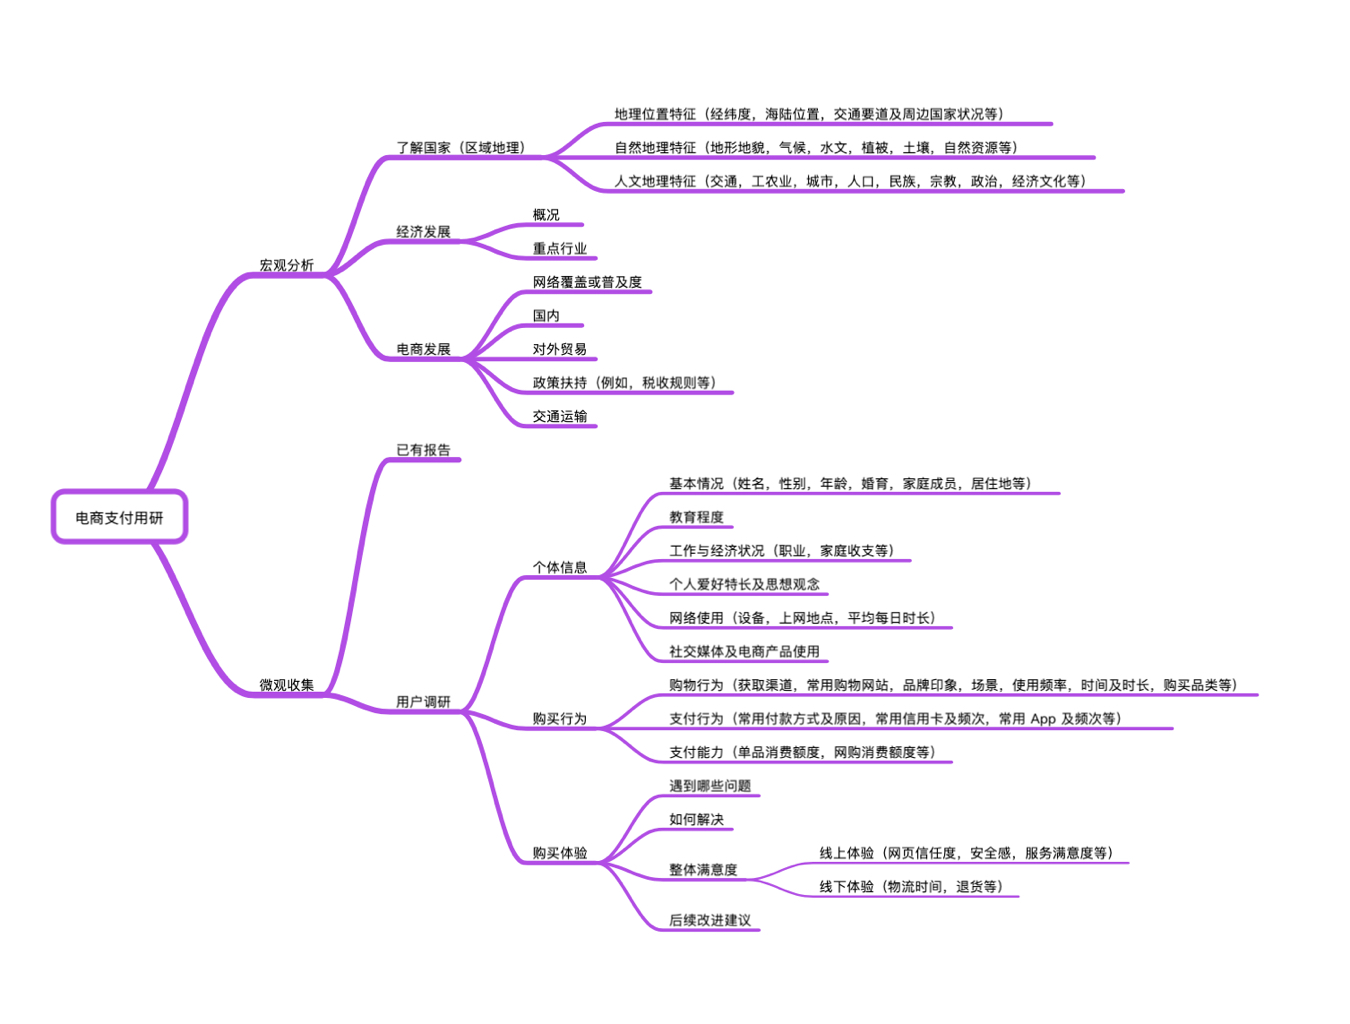 电商支付用研
宏观分析
了解国家（区域地理）
地理位置特征（经纬度，海陆位置，交通要道及周边国家状况等）
自然地理特征（地形地貌，气候，水文，植被，土壤，自然资源等）
人文地理特征（交通，工农业，城市，人口，民族，宗教，政治，经济文化等）
经济发展
概况
重点行业
电商发展
网络覆盖或普及度
国内
对外贸易
政策扶持（例如，税收规则等）
交通运输
微观收集
已有报告
用户调研
个体信息
基本情况（姓名，性别，年龄，婚育，家庭成员，居住地等）
教育程度
工作与经济状况（职业，家庭收支等）
个人爱好特长及思想观念
网络使用（设备，上网地点，平均每日时长）
社交媒体及电商产品使用
购买行为
购物行为（获取渠道，常用购物网站，品牌印象，场景，使用频率，时间及时长，购买品类等）
支付行为（常用付款方式及原因，常用信用卡及频次，常用 App 及频次等）
支付能力（单品消费额度，网购消费额度等）
购买体验
遇到哪些问题
如何解决
整体满意度
线上体验（网页信任度，安全感，服务满意度等）
线下体验（物流时间，退货等）
后续改进建议